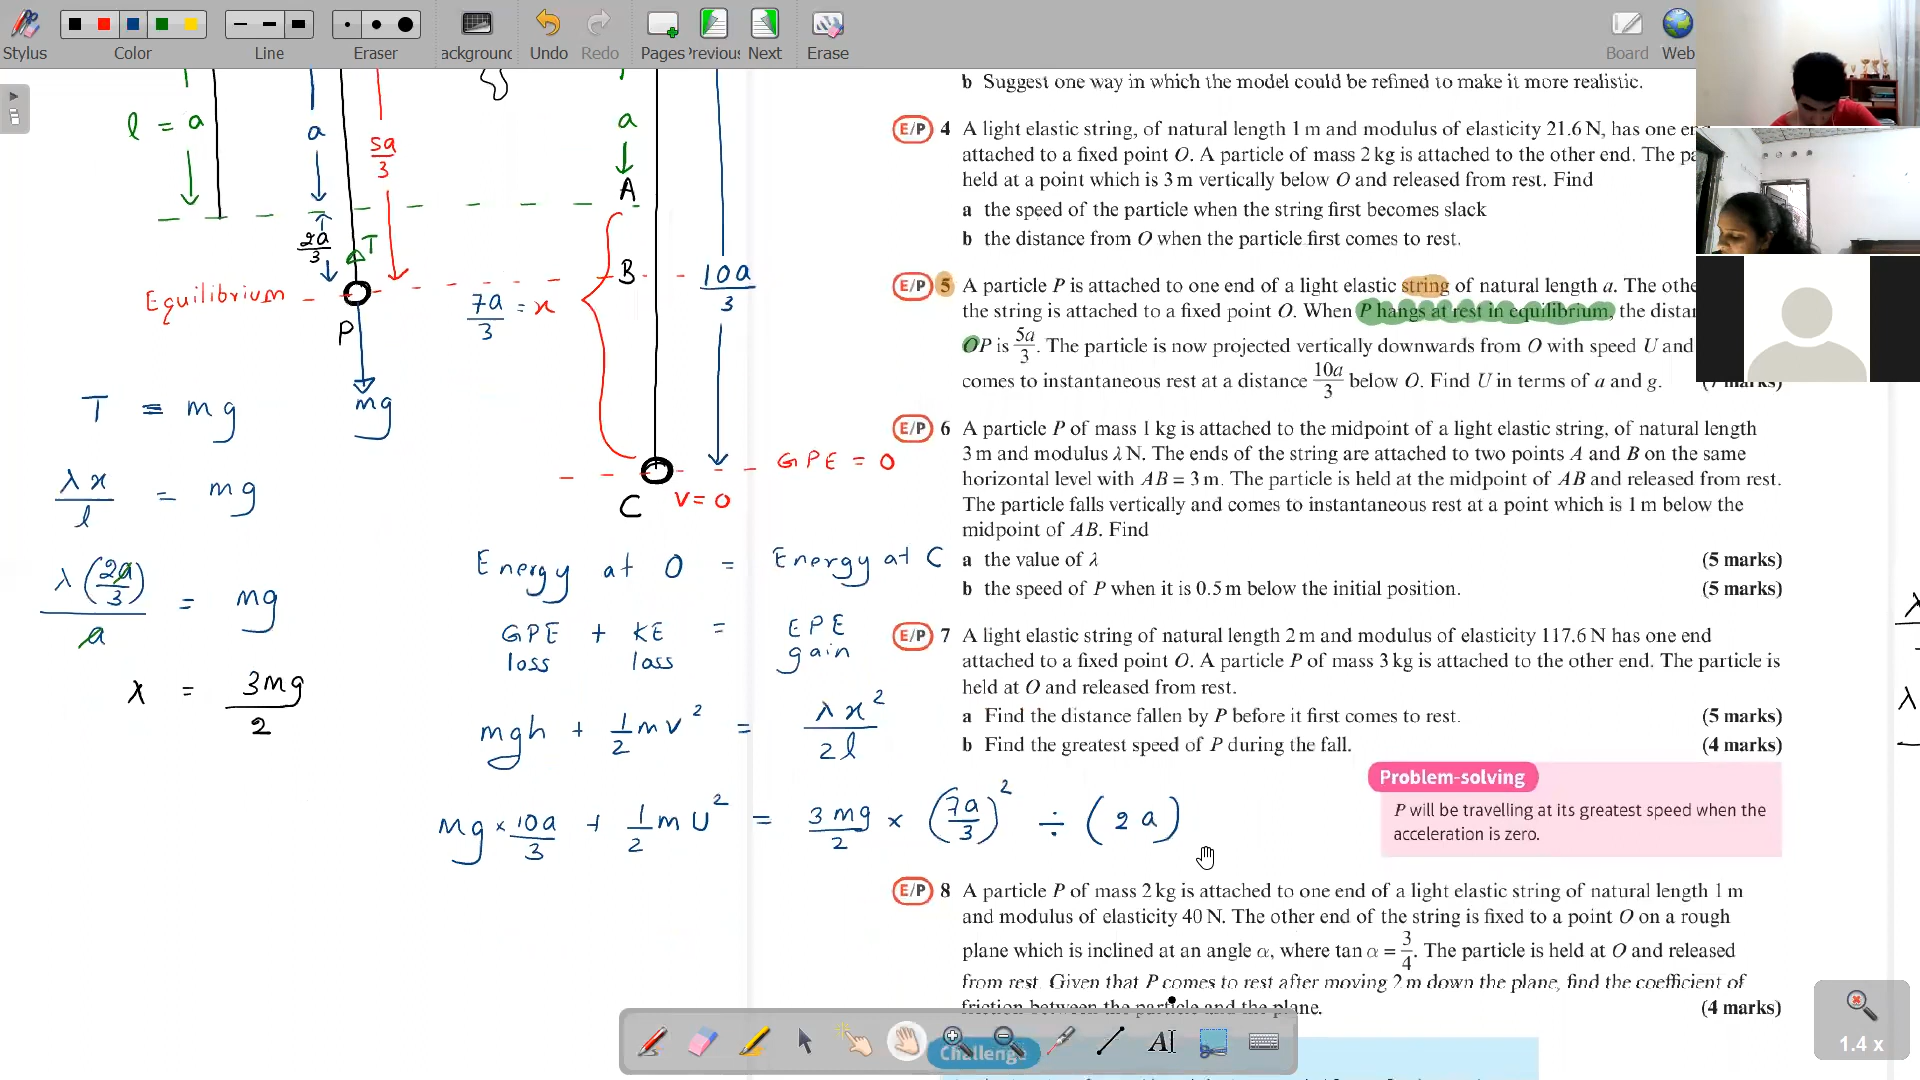 Stylus Color Line Eraser ackground Undo Redo Pages Previous Next Erase Board Web
l = a
a
5a/3
2a/3
T
Equilibrium
P
mg
a
A
B
7a/3 = x
10a/3
GPE = 0
C
V = 0
T = mg
λx/l = mg
λ(2a/3)/a = mg
λ = 3mg/2
Energy at O = Energy at C
GPE loss + KE loss = EPE gain
mgh + 1/2 mv² = λx²/2l
mg × 10a/3 + 1/2 m U² = 3mg/2 × (7a/3)² ÷ (2a)
b Suggest one way in which the model could be refined to make it more realistic.
E/P 4 A light elastic string, of natural length 1 m and modulus of elasticity 21.6 N, has one
attached to a fixed point O. A particle of mass 2 kg is attached to the other end. The
held at a point which is 3 m vertically below O and released from rest. Find
a the speed of the particle when the string first becomes slack
b the distance from O when the particle first comes to rest.
E/P 5 A particle P is attached to one end of a light elastic string of natural length a. The
the string is attached to a fixed point O. When P hangs at rest in equilibrium, the
OP is 5a/3. The particle is now projected vertically downwards from O with speed U and
comes to instantaneous rest at a distance 10a/3 below O. Find U in terms of a and g. (7 marks)
E/P 6 A particle P of mass 1 kg is attached to the midpoint of a light elastic string, of natural length
3 m and modulus λ N. The ends of the string are attached to two points A and B on the same
horizontal level with AB = 3 m. The particle is held at the midpoint of AB and released from rest.
The particle falls vertically and comes to instantaneous rest at a point which is 1 m below the
midpoint of AB. Find
a the value of λ (5 marks)
b the speed of P when it is 0.5 m below the initial position. (5 marks)
E/P 7 A light elastic string of natural length 2 m and modulus of elasticity 117.6 N has one end
attached to a fixed point O. A particle P of mass 3 kg is attached to the other end. The particle is
held at O and released from rest.
a Find the distance fallen by P before it first comes to rest. (5 marks)
b Find the greatest speed of P during the fall. (4 marks)
Problem-solving
P will be travelling at its greatest speed when the
acceleration is zero.
E/P 8 A particle P of mass 2 kg is attached to one end of a light elastic string of natural length 1 m
and modulus of elasticity 40 N. The other end of the string is fixed to a point O on a rough
plane which is inclined at an angle α, where tan α = 3/4. The particle is held at O and released
from rest. Given that P comes to rest after moving 2 m down the plane, find the coefficient of
friction between the particle and the plane. (4 marks)
Challenge
1.4 x